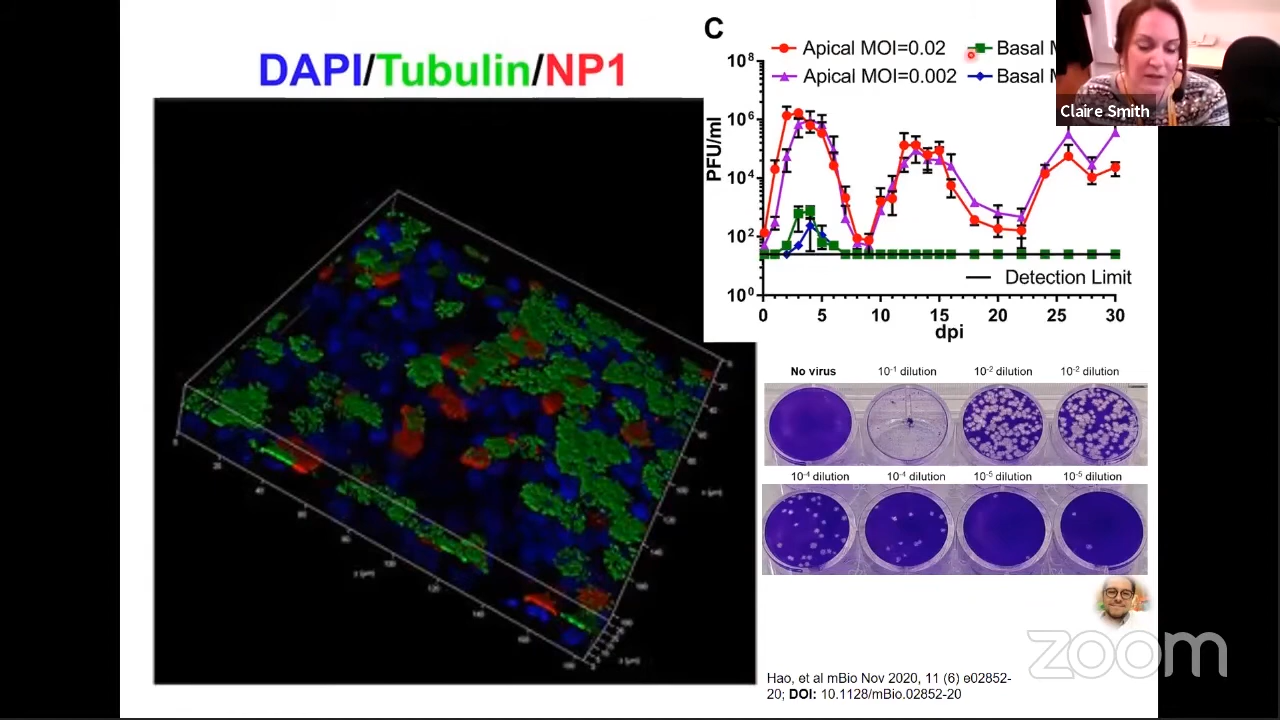 DAPI/Tubulin/NP1
C
Apical MOI=0.02
Basal M
Apical MOI=0.002
Basal M
Claire Smith
PFU/ml
10⁸
10⁶
10⁴
10²
10⁰
Detection Limit
0 5 10 15 20 25 30
dpi
No virus
10⁻¹ dilution
10⁻² dilution
10⁻² dilution
10⁻⁴ dilution
10⁻⁴ dilution
10⁻⁵ dilution
10⁻⁵ dilution
zoom
Hao, et al mBio Nov 2020, 11 (6) e02852-
20; DOI: 10.1128/mBio.02852-20